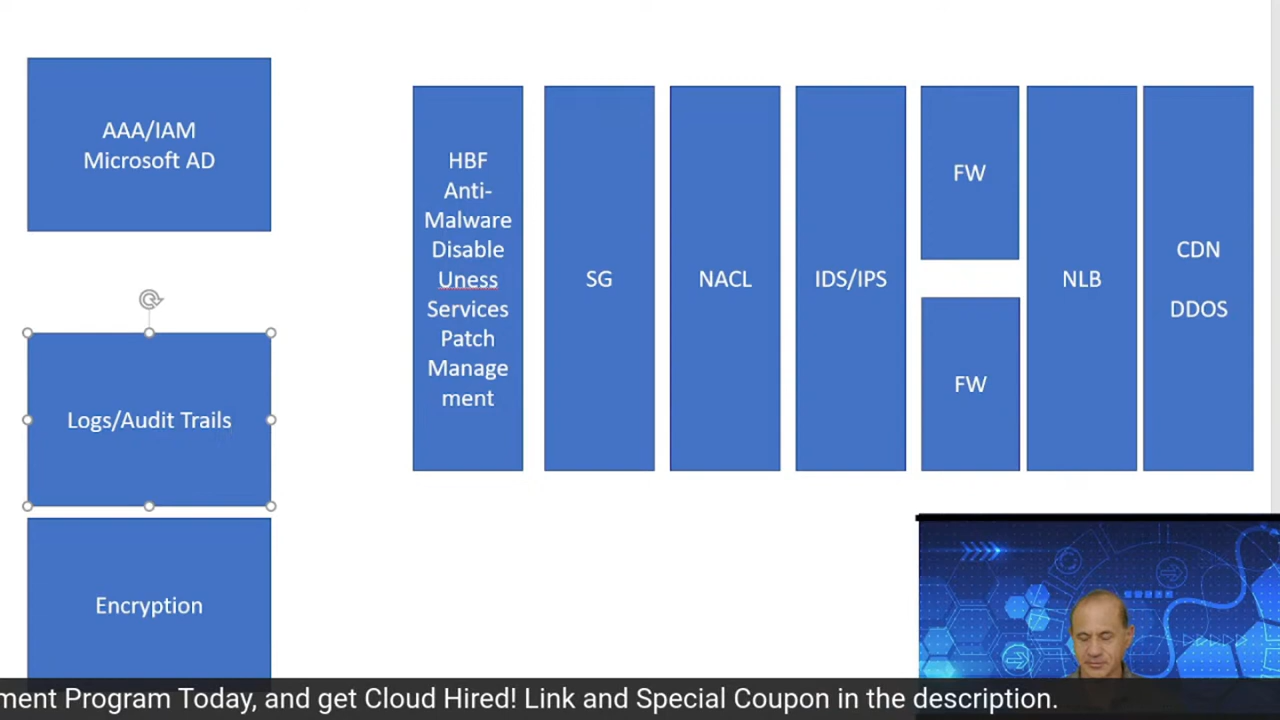 AAA/IAM
Microsoft AD
Logs/Audit Trails
Encryption
HBF
Anti-
Malware
Disable
Uness
Services
Patch
Manage
ment
SG
NACL
IDS/IPS
FW
FW
NLB
CDN
DDOS
ment Program Today, and get Cloud Hired! Link and Special Coupon in the description.